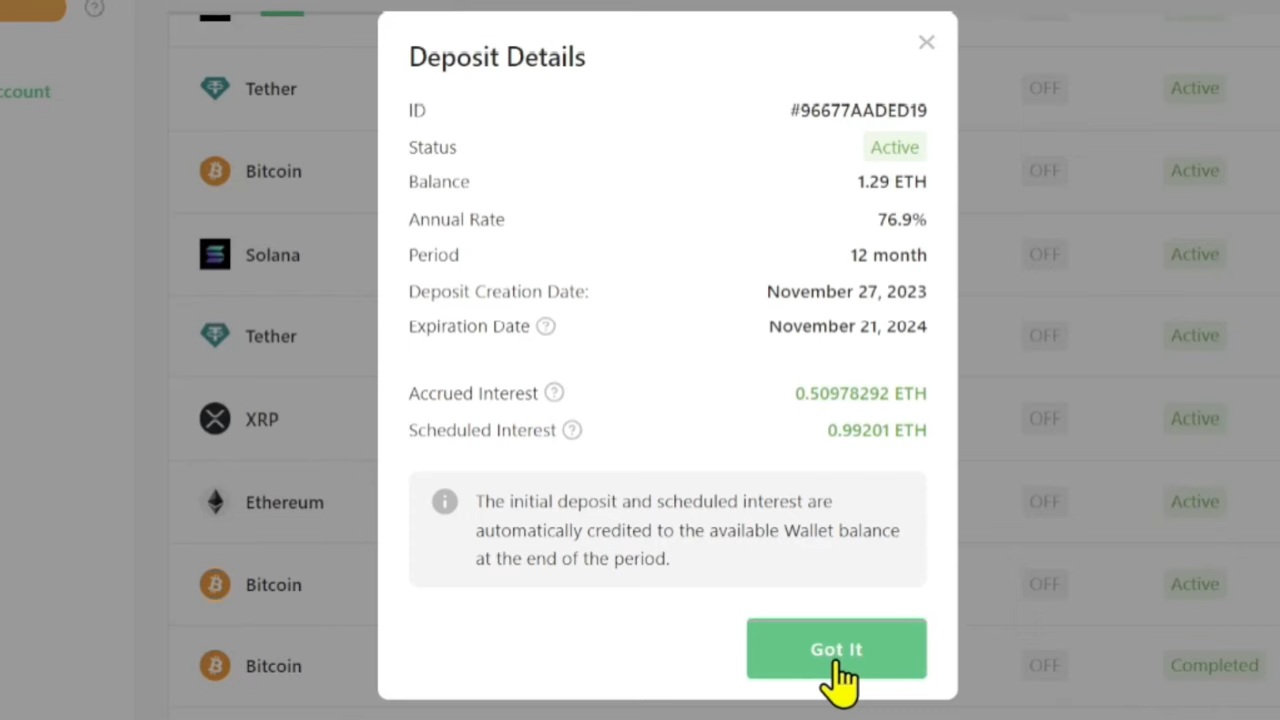 Deposit Details
ID #96677AADED19
Status Active
Balance 1.29 ETH
Annual Rate 76.9%
Period 12 month
Deposit Creation Date: November 27, 2023
Expiration Date ? November 21, 2024
Accrued Interest ? 0.50978292 ETH
Scheduled Interest ? 0.99201 ETH
i The initial deposit and scheduled interest are
automatically credited to the available Wallet balance
at the end of the period.
Got It
?
ccount
Tether OFF Active
Bitcoin OFF Active
Solana OFF Active
Tether OFF Active
XRP OFF Active
Ethereum OFF Active
Bitcoin OFF Active
Bitcoin OFF Completed